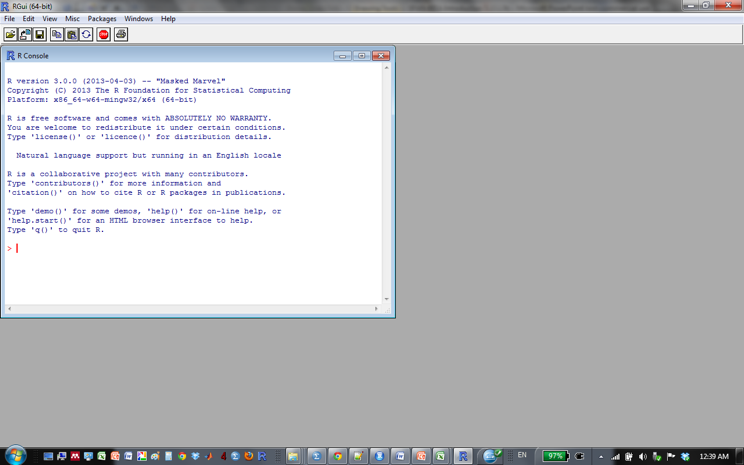 RGui (64-bit)
File Edit View Misc Packages Windows Help
STOP
R Console
R version 3.0.0 (2013-04-03) -- "Masked Marvel"
Copyright (C) 2013 The R Foundation for Statistical Computing
Platform: x86_64-w64-mingw32/x64 (64-bit)
R is free software and comes with ABSOLUTELY NO WARRANTY.
You are welcome to redistribute it under certain conditions.
Type 'license()' or 'licence()' for distribution details.
Natural language support but running in an English locale
R is a collaborative project with many contributors.
Type 'contributors()' for more information and
'citation()' on how to cite R or R packages in publications.
Type 'demo()' for some demos, 'help()' for on-line help, or
'help.start()' for an HTML browser interface to help.
Type 'q()' to quit R.
>
EN 97% 12:39 AM